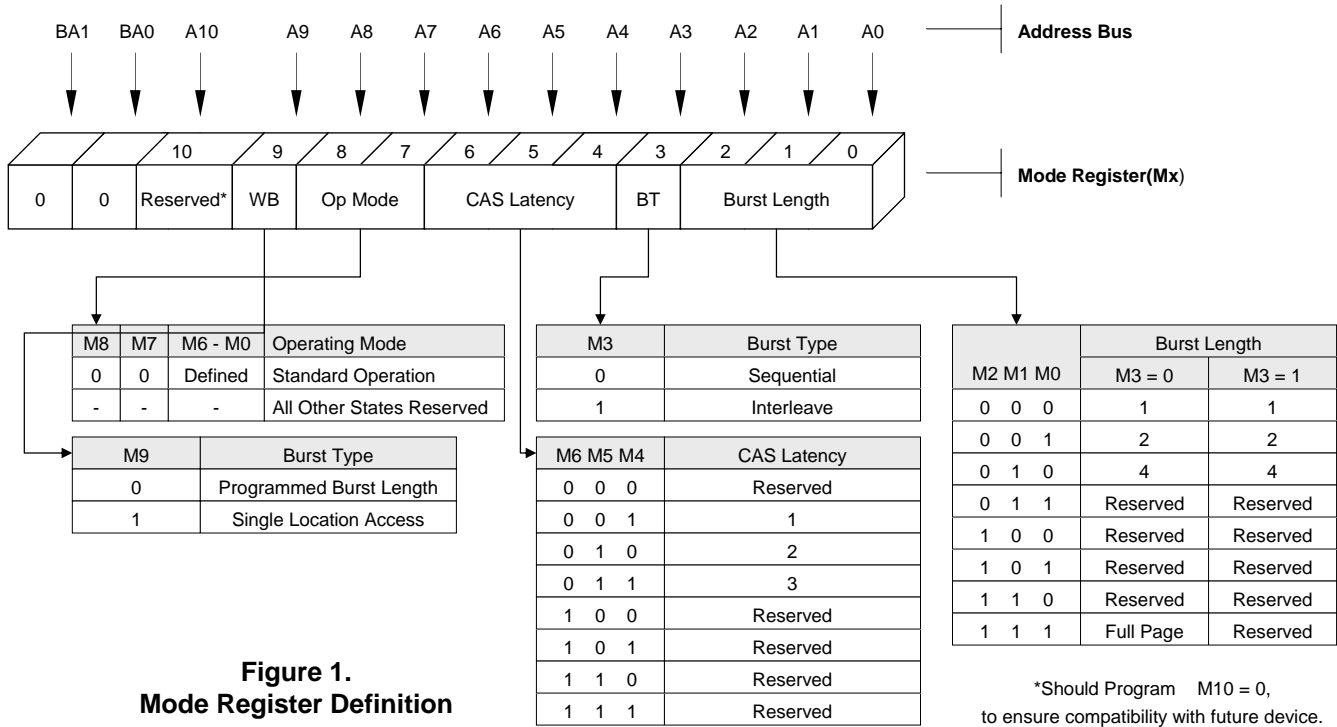 BA1 BA0 A10 A9 A8 A7 A6 A5 A4 A3 A2 A1 A0 Address Bus
10 9 8 7 6 5 4 3 2 1 0
Mode Register(Mx)
0 0 Reserved* WB Op Mode CAS Latency BT Burst Length
M8 M7 M6 - M0 Operating Mode
0 0 Defined Standard Operation
- - - All Other States Reserved
M9 Burst Type
0 Programmed Burst Length
1 Single Location Access
M3 Burst Type
0 Sequential
1 Interleave
M6 M5 M4 CAS Latency
0 0 0 Reserved
0 0 1 1
0 1 0 2
0 1 1 3
1 0 0 Reserved
1 0 1 Reserved
1 1 0 Reserved
1 1 1 Reserved
Burst Length
M2 M1 M0 M3 = 0 M3 = 1
0 0 0 1 1
0 0 1 2 2
0 1 0 4 4
0 1 1 Reserved Reserved
1 0 0 Reserved Reserved
1 0 1 Reserved Reserved
1 1 0 Reserved Reserved
1 1 1 Full Page Reserved
*Should Program M10 = 0,
to ensure compatibility with future device.
Figure 1.
Mode Register Definition